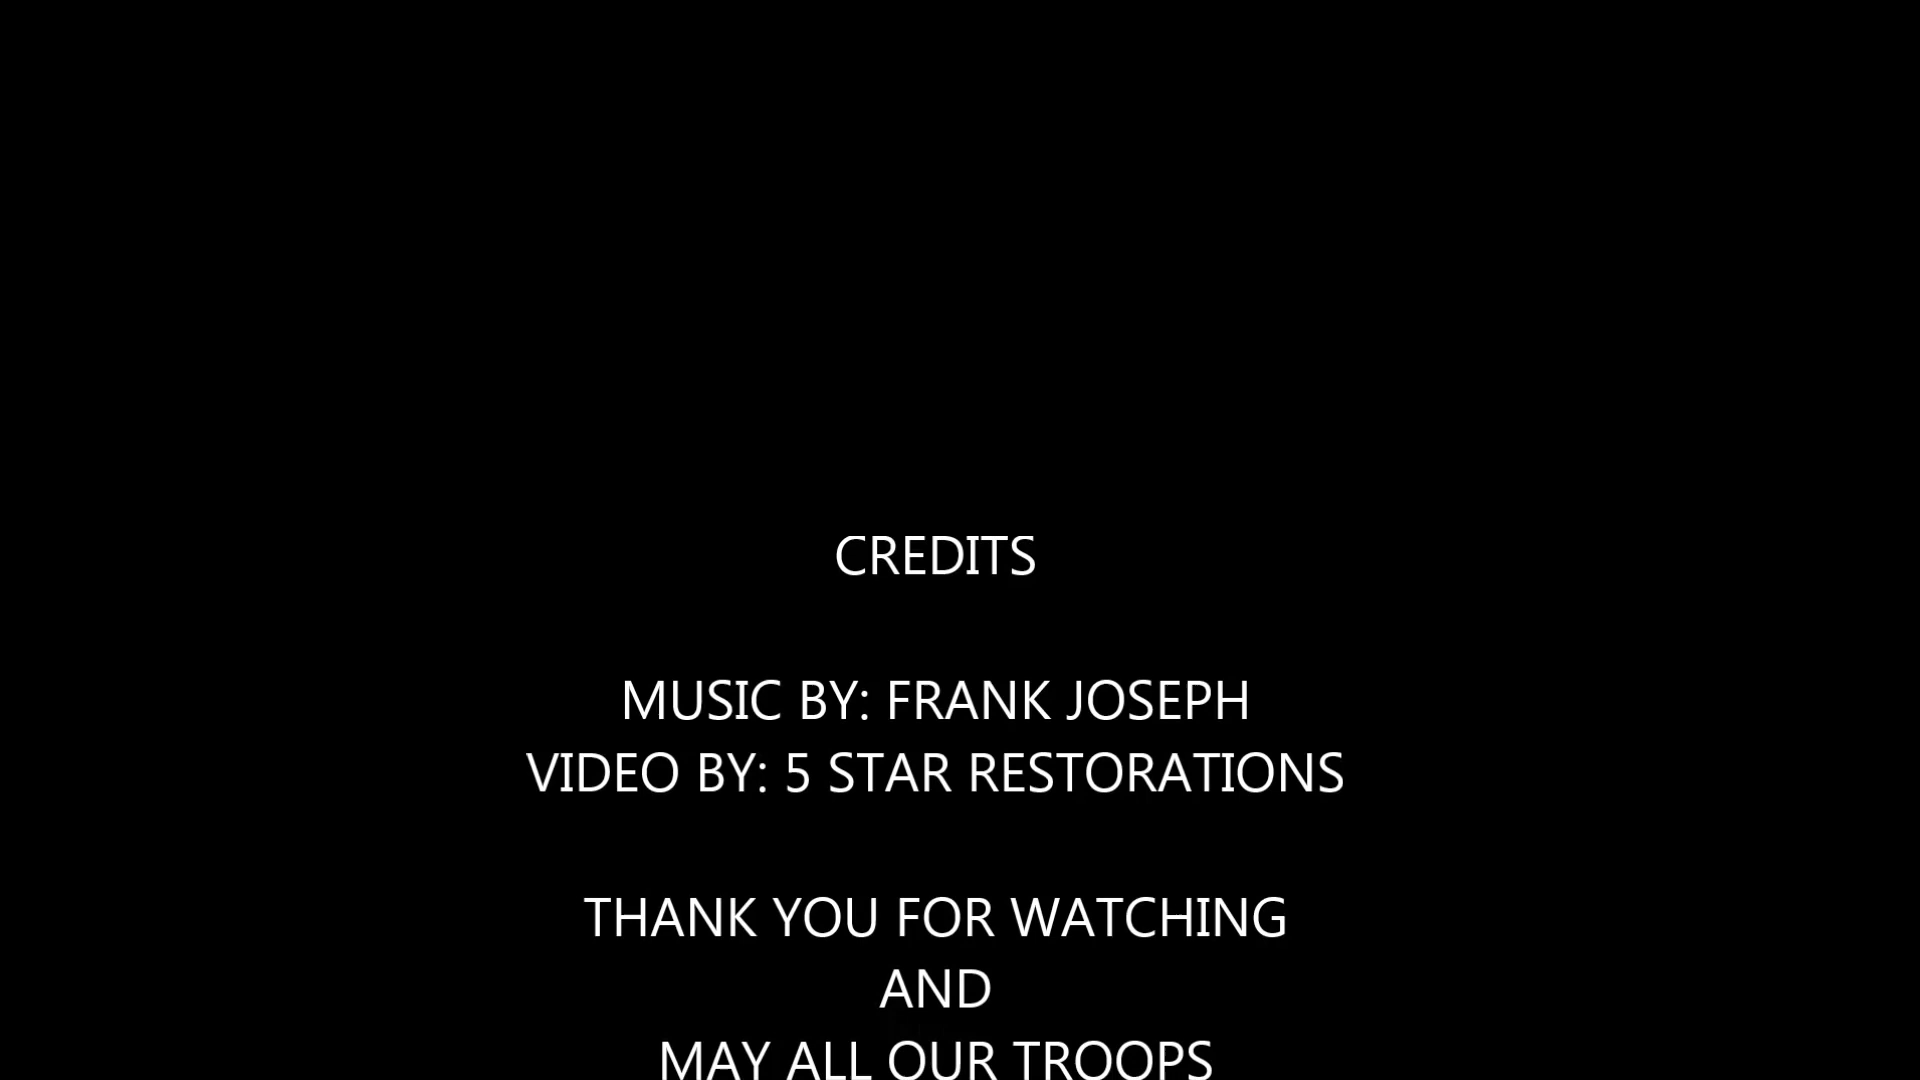 CREDITS
MUSIC BY: FRANK JOSEPH
VIDEO BY: 5 STAR RESTORATIONS
THANK YOU FOR WATCHING
AND
MAY ALL OUR TROOPS